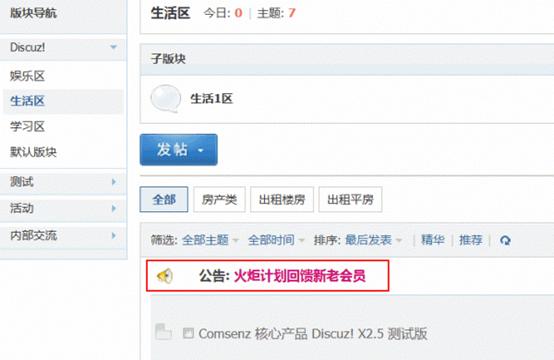 版块导航
Discuz!
娱乐区
生活区
学习区
默认版块
测试
活动
内部交流
生活区 今日: 0 | 主题: 7
子版块
生活1区
发帖
全部 房产类 出租楼房 出租平房
筛选: 全部主题 全部时间 排序: 最后发表 | 精华 | 推荐 |
公告: 火炬计划回馈新老会员
Comsenz 核心产品 Discuz! X2.5 测试版